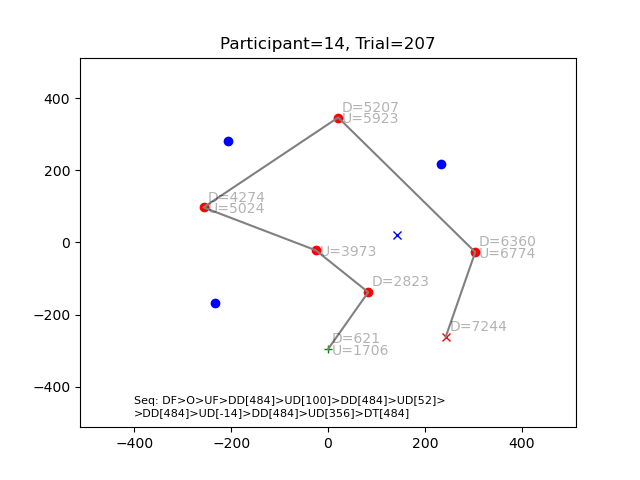 Participant=14, Trial=207
400
200
0
−200
−400
−400
−200
0
200
400
D=5207
U=5923
D=4274
U=5024
U=3973
D=2823
D=6360
U=6774
D=7244
D=621
U=1706
Seq: DF>O>UF>DD[484]>UD[100]>DD[484]>UD[52]>
>DD[484]>UD[-14]>DD[484]>UD[356]>DT[484]